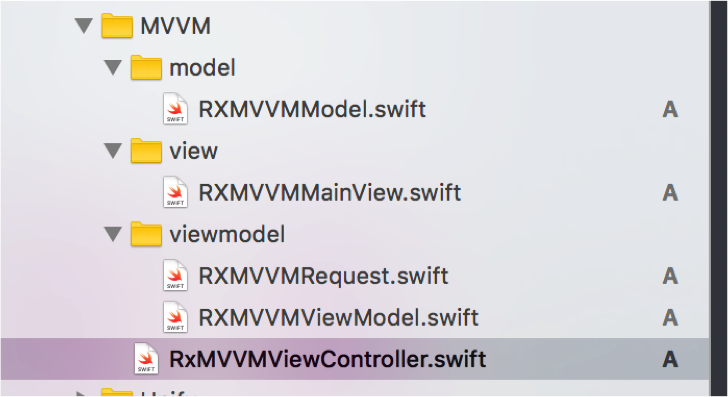 MVVM
model
SWIFT RXMVVMModel.swift A
view
SWIFT RXMVVMMainView.swift A
viewmodel
SWIFT RXMVVMRequest.swift A
SWIFT RXMVVMViewModel.swift A
SWIFT RxMVVMViewController.swift A